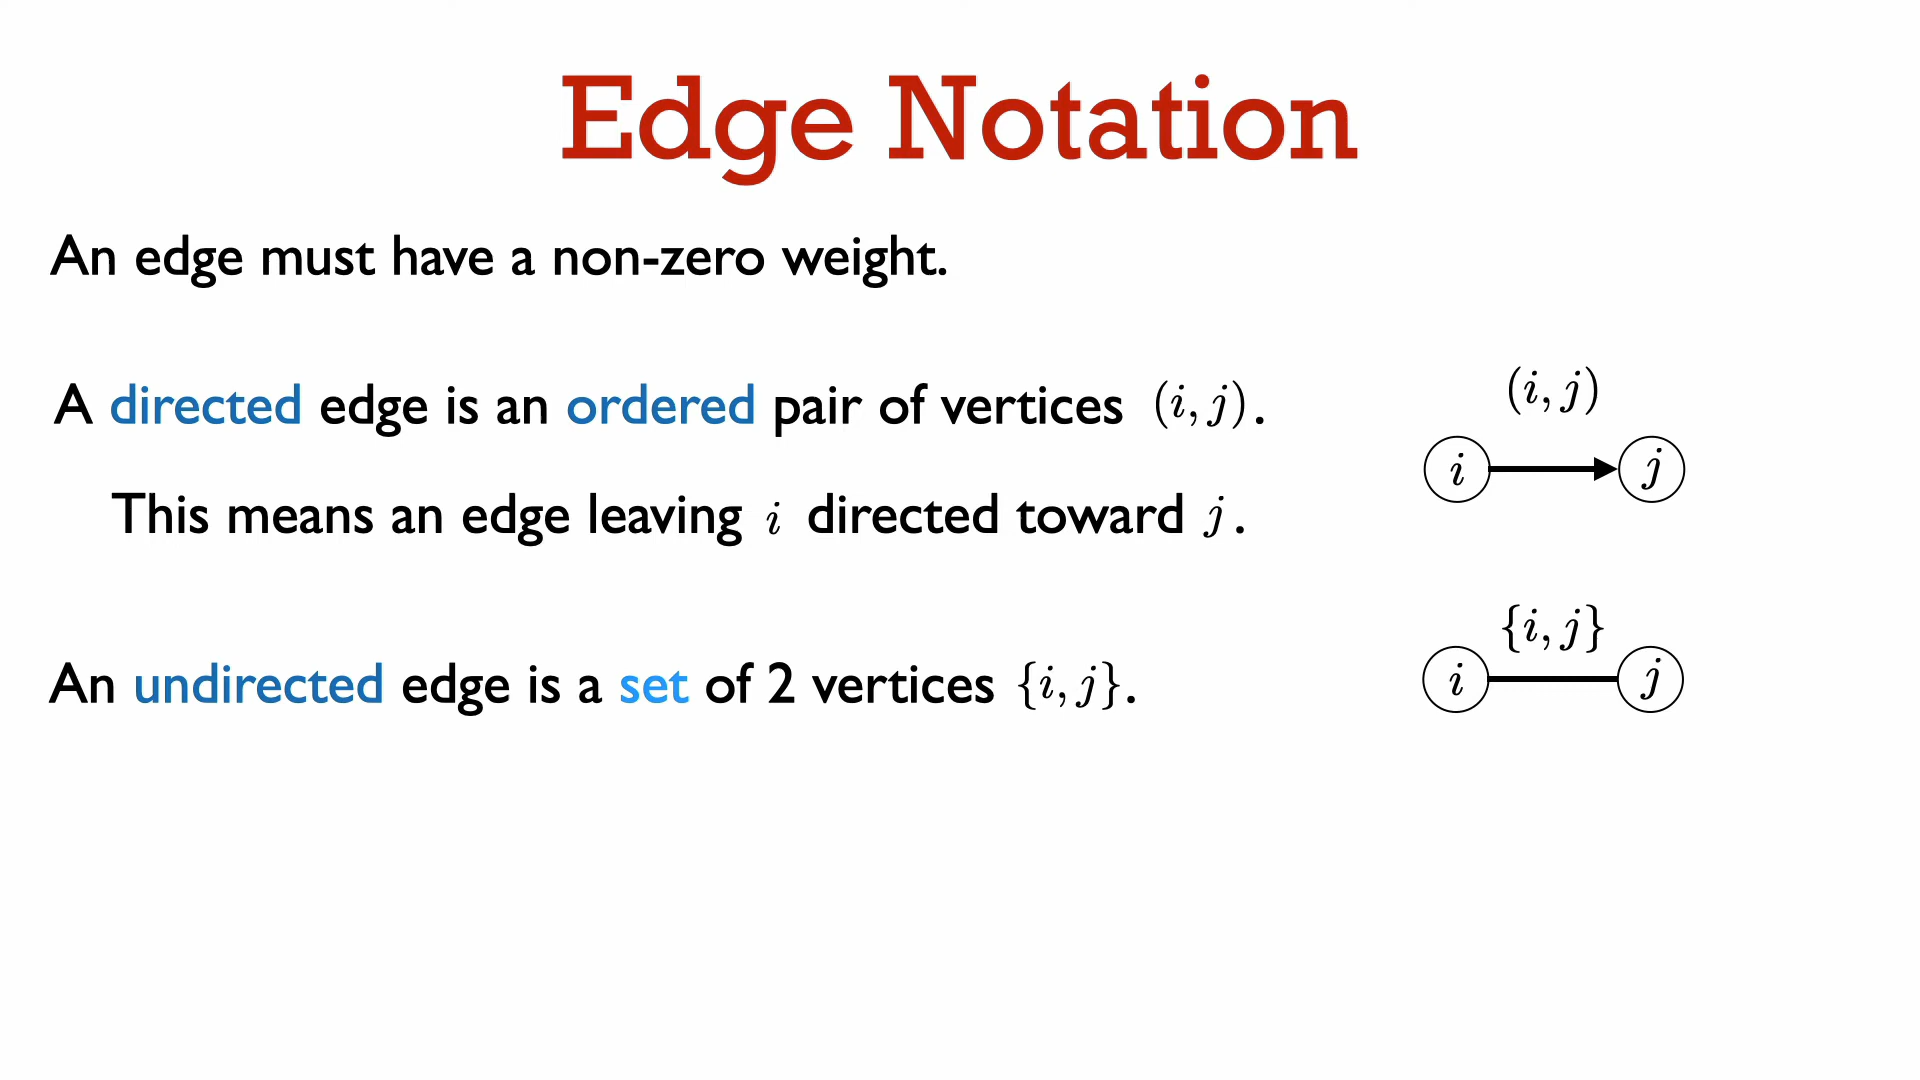 Edge Notation
An edge must have a non-zero weight.
A directed edge is an ordered pair of vertices (i, j).
This means an edge leaving i directed toward j.
(i, j)
i j
An undirected edge is a set of 2 vertices {i, j}.
{i, j}
i j